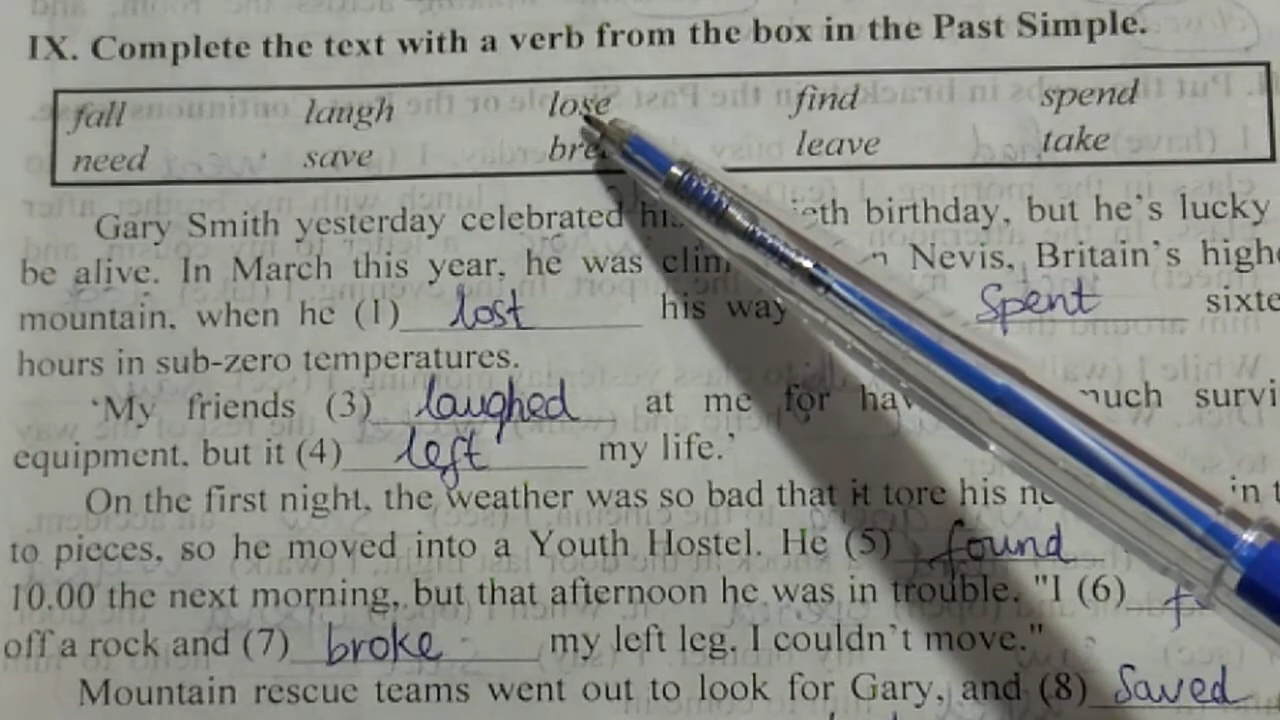 IX. Complete the text with a verb from the box in the Past Simple.
fall laugh lose find spend
need save leave take
Gary Smith yesterday celebrated birthday, but he's lucky
be alive. In March this year, he was Nevis, Britain's
mountain, when he (1) lost his way spent
hours in sub-zero temperatures.
'My friends (3) laughed at me for much
equipment, but it (4) left my life.'
On the first night, the weather was so bad that it tore his in
to pieces, so he moved into a Youth Hostel. He (5) found
10.00 the next morning, but that afternoon he was in trouble. "I (6)
off a rock and (7) broke my left leg. I couldn't move."
Mountain rescue teams went out to look for Gary, and (8) saved